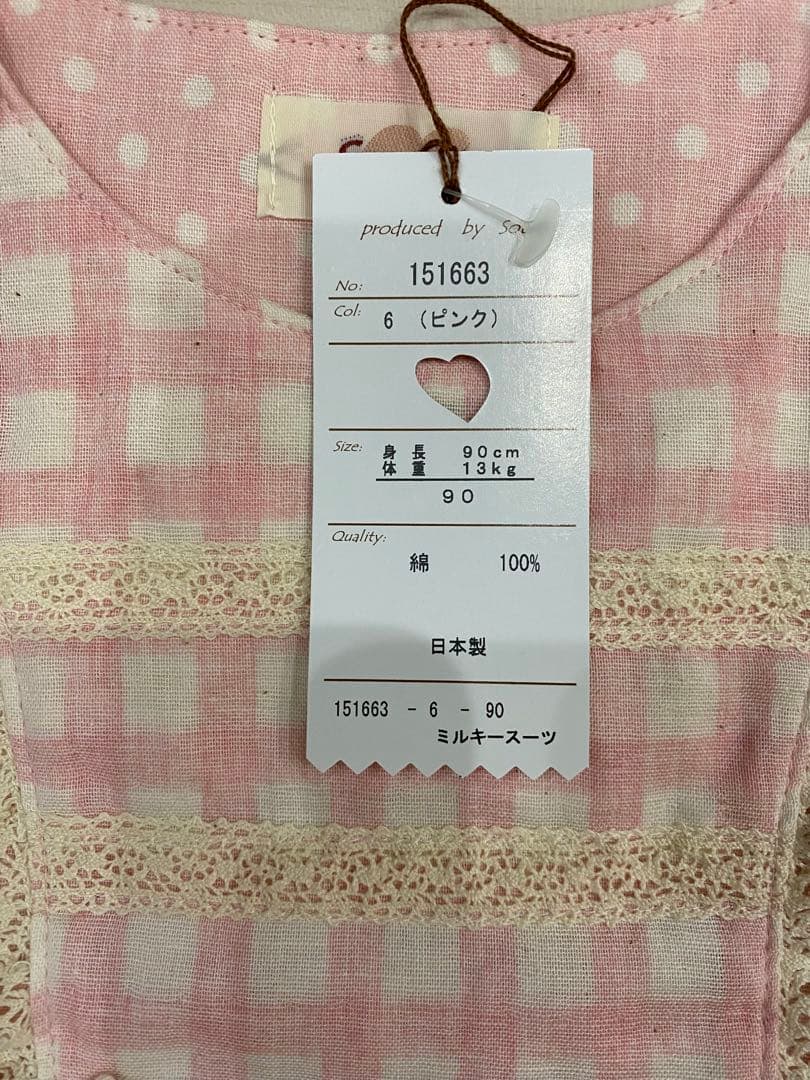 produced by
No: 151663
Col: 6 (ピンク)
Size: 身長 90cm
体重 13kg
90
Quality:
綿 100%
日本製
151663 - 6 - 90
ミルキースーツ